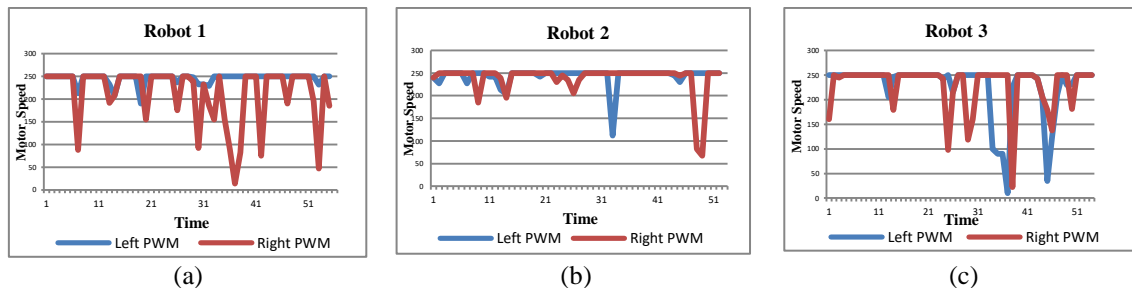 Robot 1
300
250
200
150
100
50
0
Motor Speed
1 11 21 31 41 51
Time
Left PWM Right PWM
(a)
Robot 2
300
250
200
150
100
50
0
Motor Speed
1 11 21 31 41 51
Time
Left PWM Right PWM
(b)
Robot 3
300
250
200
150
100
50
0
Motor Speed
1 11 21 31 41 51
Time
Left PWM Right PWM
(c)